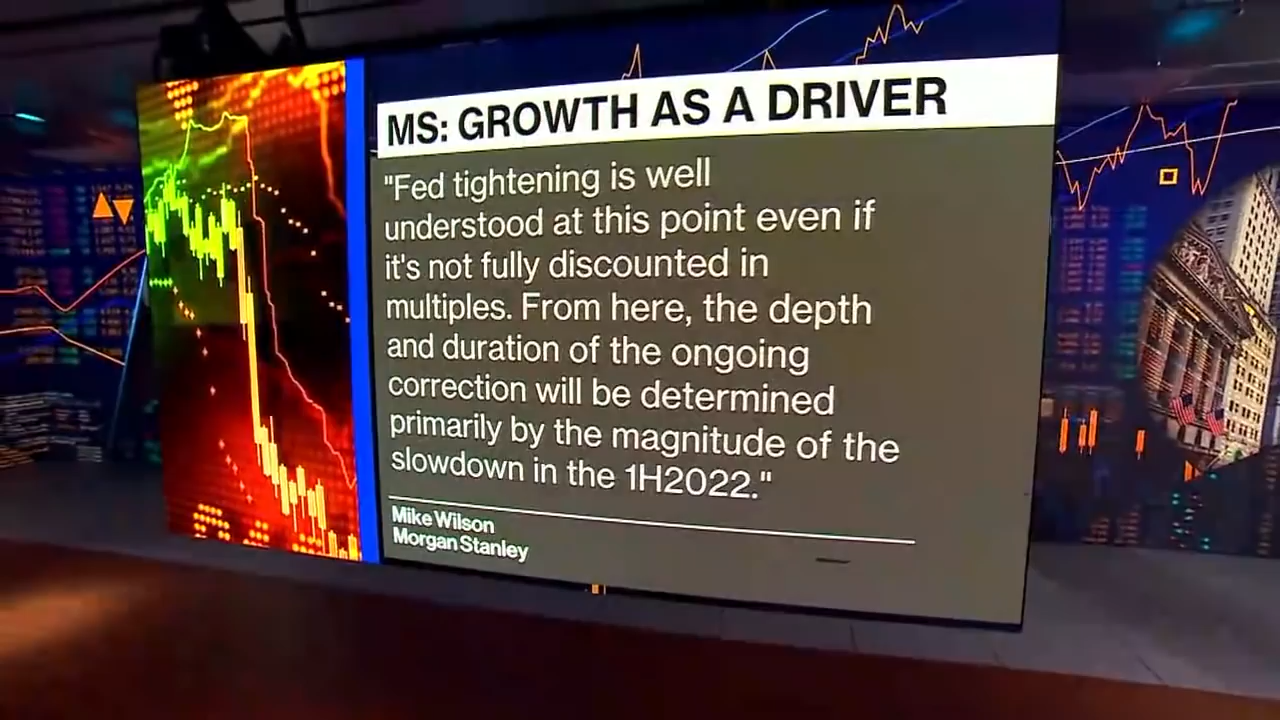 MS: GROWTH AS A DRIVER
"Fed tightening is well
understood at this point even if
it's not fully discounted in
multiples. From here, the depth
and duration of the ongoing
correction will be determined
primarily by the magnitude of the
slowdown in the 1H2022."
Mike Wilson
Morgan Stanley